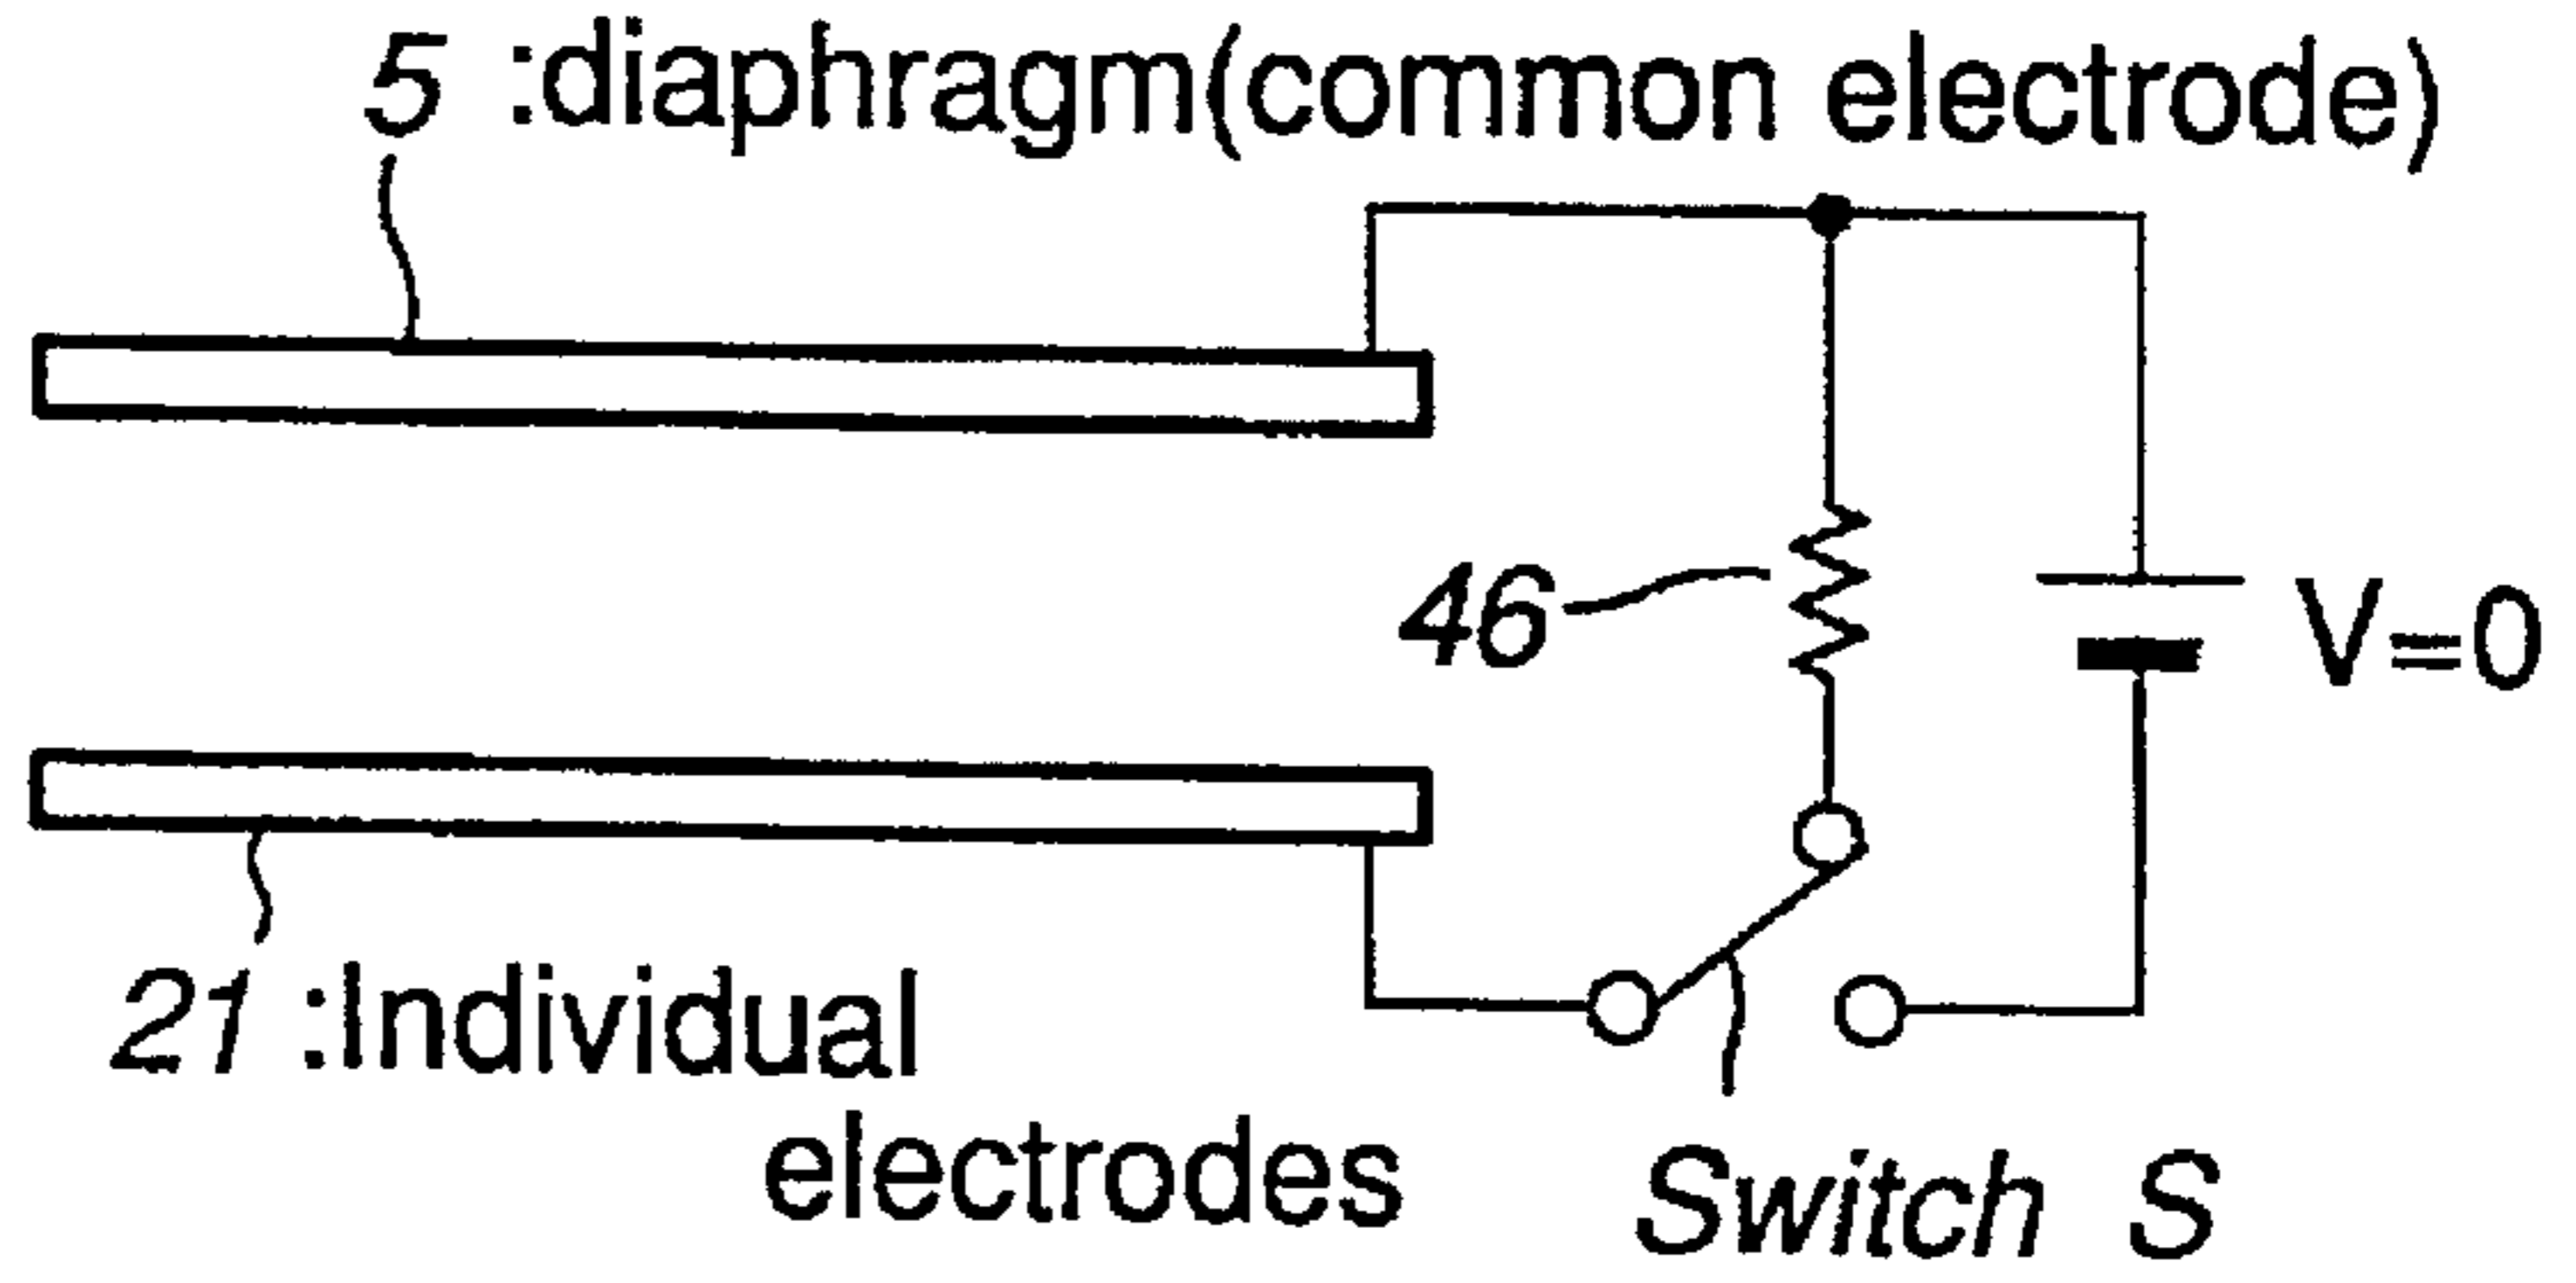 5 :diaphragm(common electrode)
46
V=0
21 :Individual
electrodes
Switch S